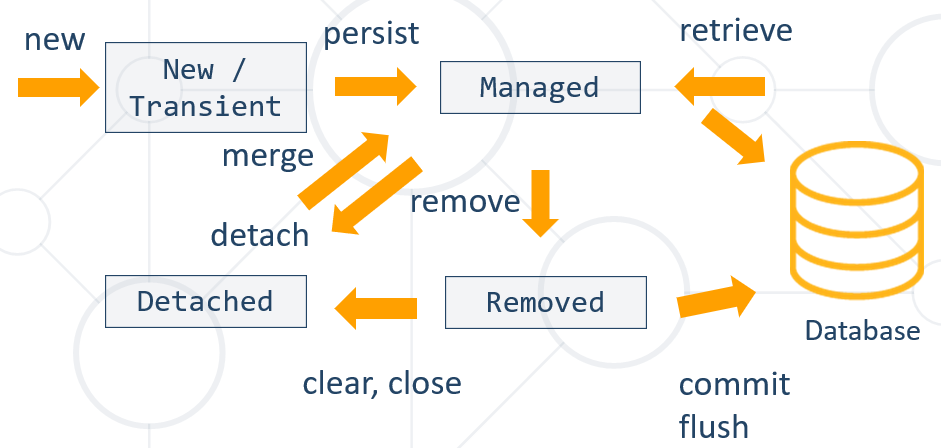 new
New /
Transient
persist
Managed
retrieve
merge
detach
remove
Detached
Removed
Database
clear, close
commit
flush